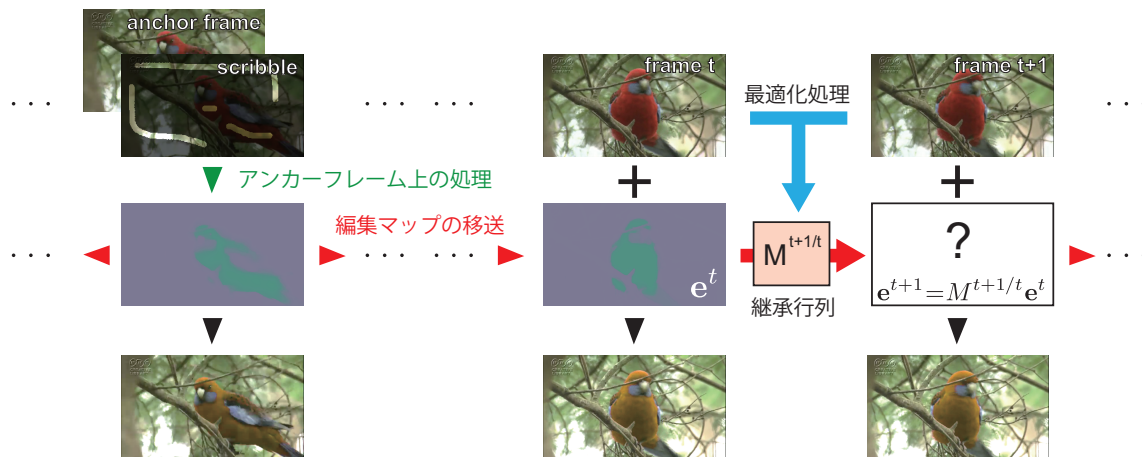 anchor frame
scribble
frame t
最適化処理
frame t+1
アンカーフレーム上の処理
編集マップの移送
e^t
M^{t+1/t}
継承行列
?
e^{t+1}=M^{t+1/t}e^t